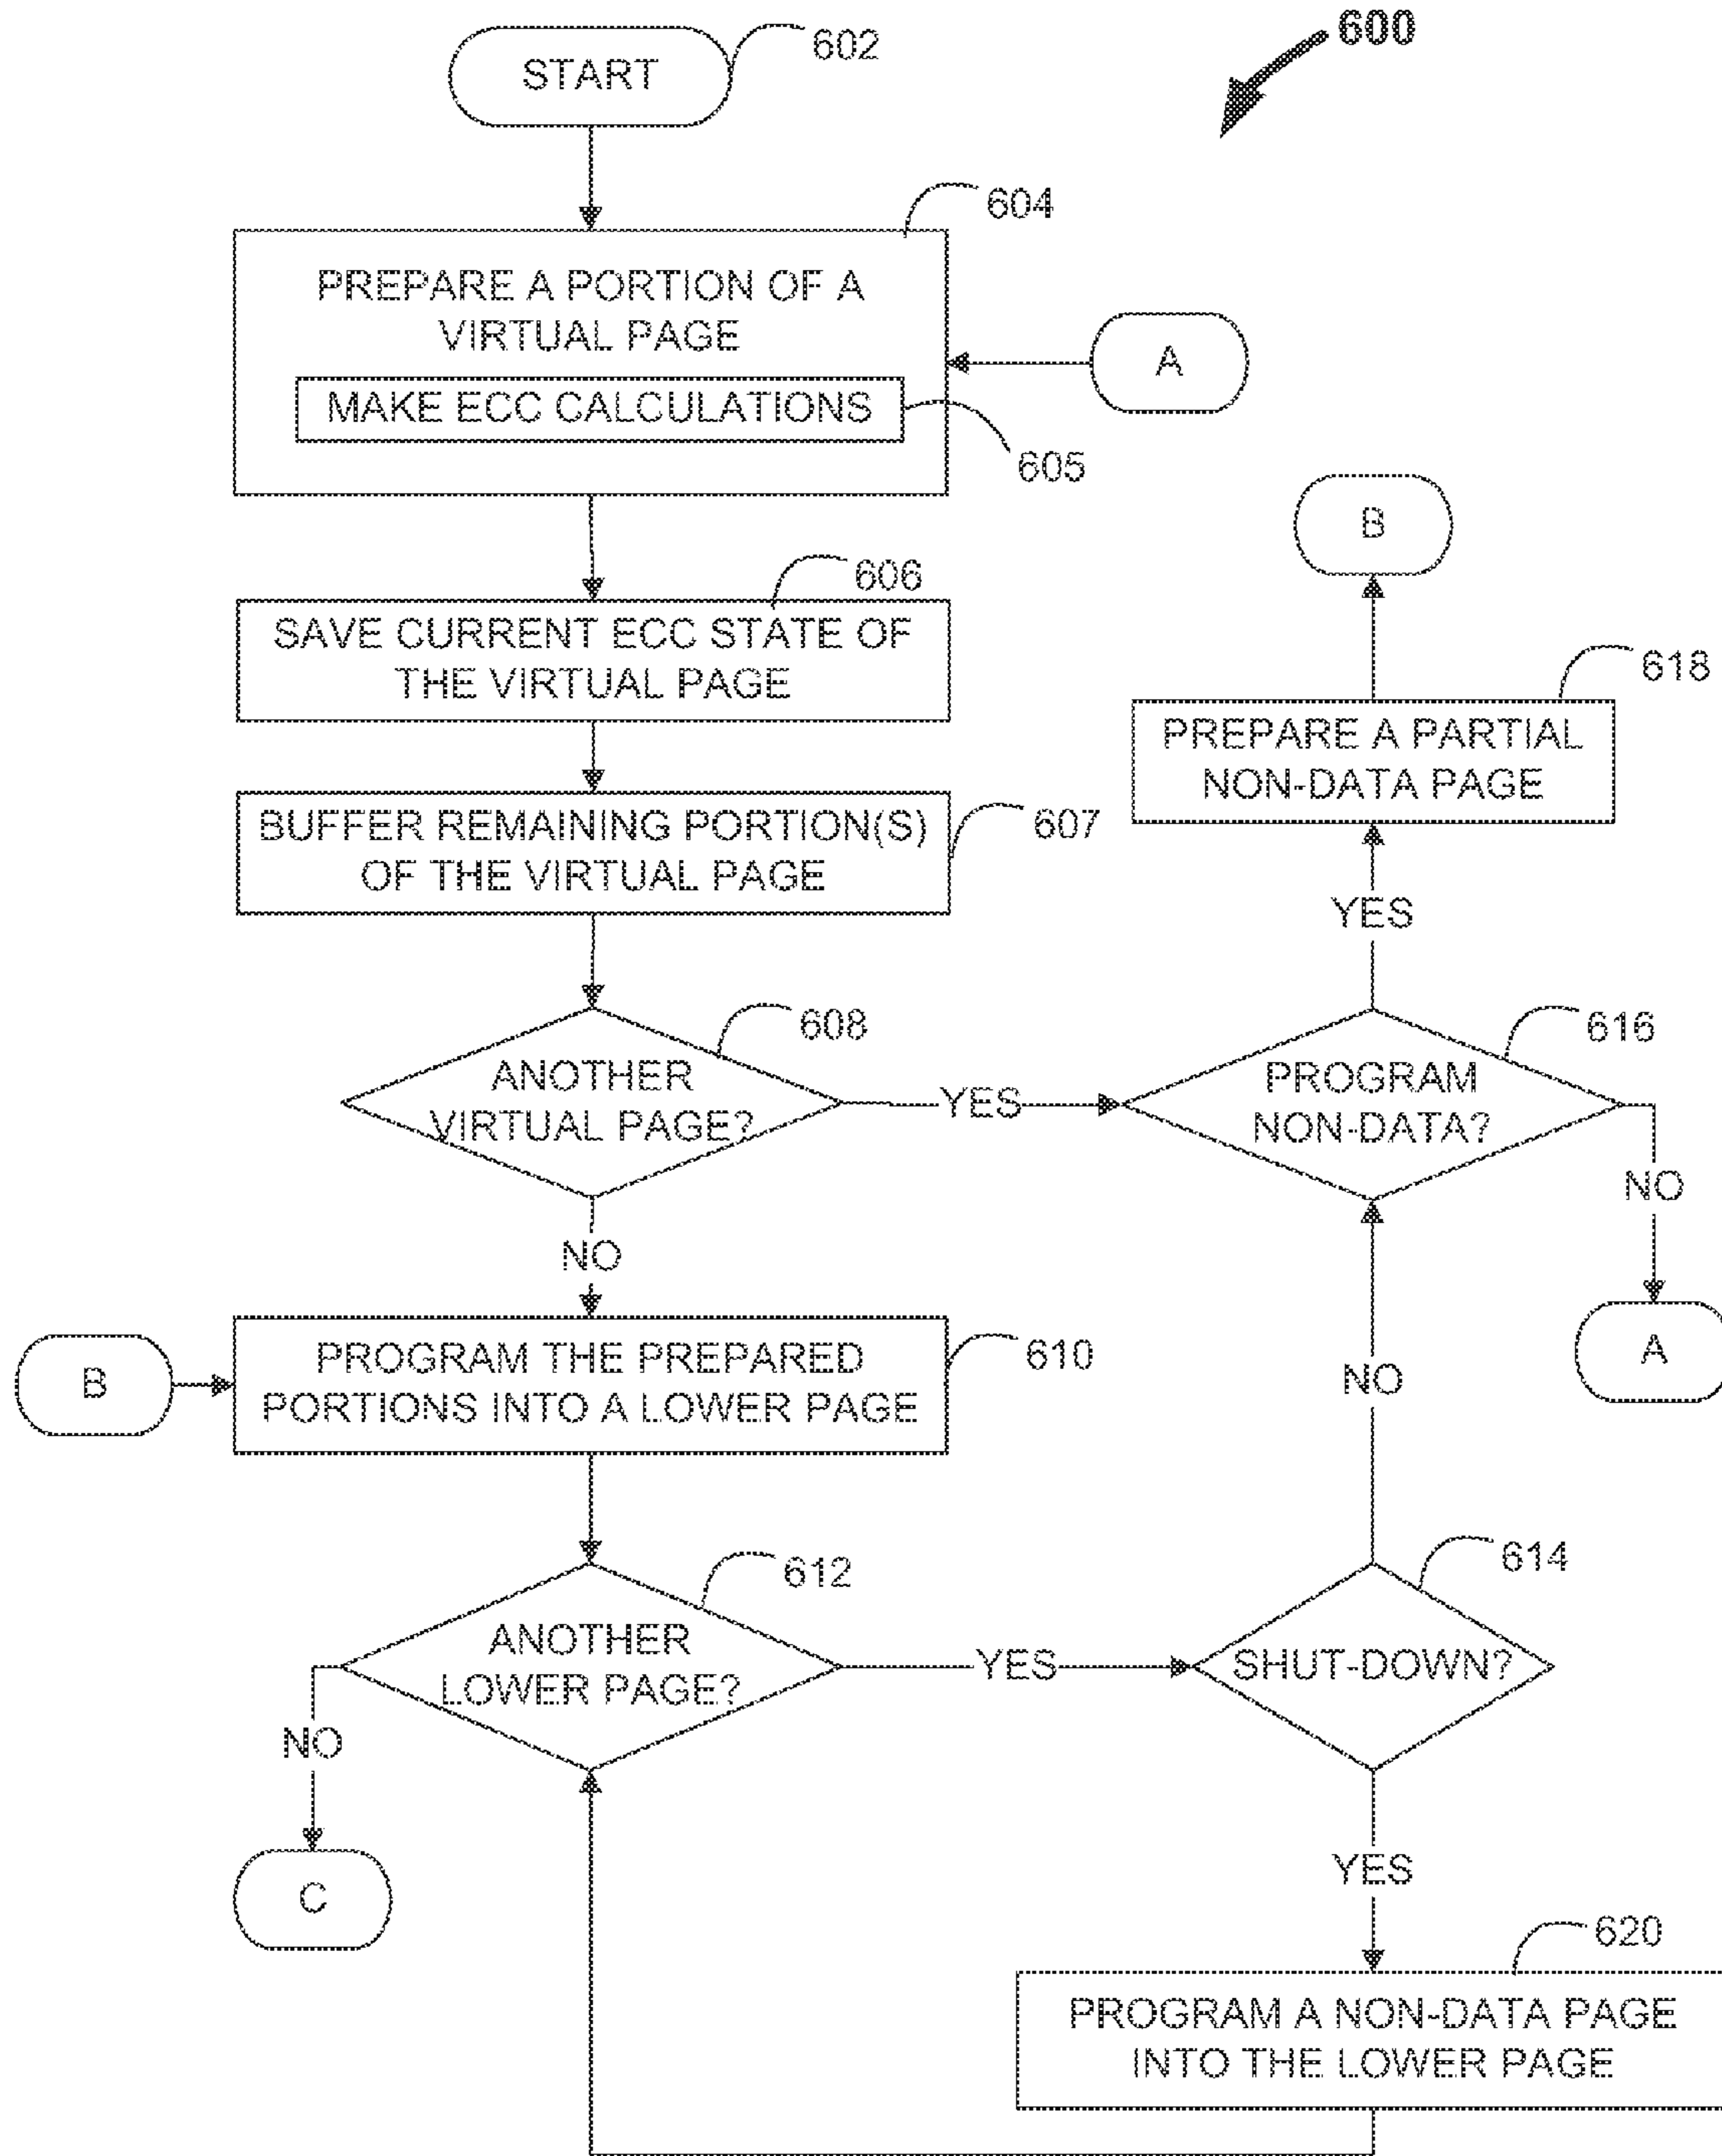 600
START
602
604
PREPARE A PORTION OF A
VIRTUAL PAGE
MAKE ECC CALCULATIONS
605
A
606
SAVE CURRENT ECC STATE OF
THE VIRTUAL PAGE
B
618
PREPARE A PARTIAL
NON-DATA PAGE
BUFFER REMAINING PORTION(S)
OF THE VIRTUAL PAGE
607
YES
608
ANOTHER
VIRTUAL PAGE?
YES
616
PROGRAM
NON-DATA?
NO
NO
A
B
PROGRAM THE PREPARED
PORTIONS INTO A LOWER PAGE
610
NO
612
ANOTHER
LOWER PAGE?
YES
614
SHUT-DOWN?
NO
C
YES
620
PROGRAM A NON-DATA PAGE
INTO THE LOWER PAGE